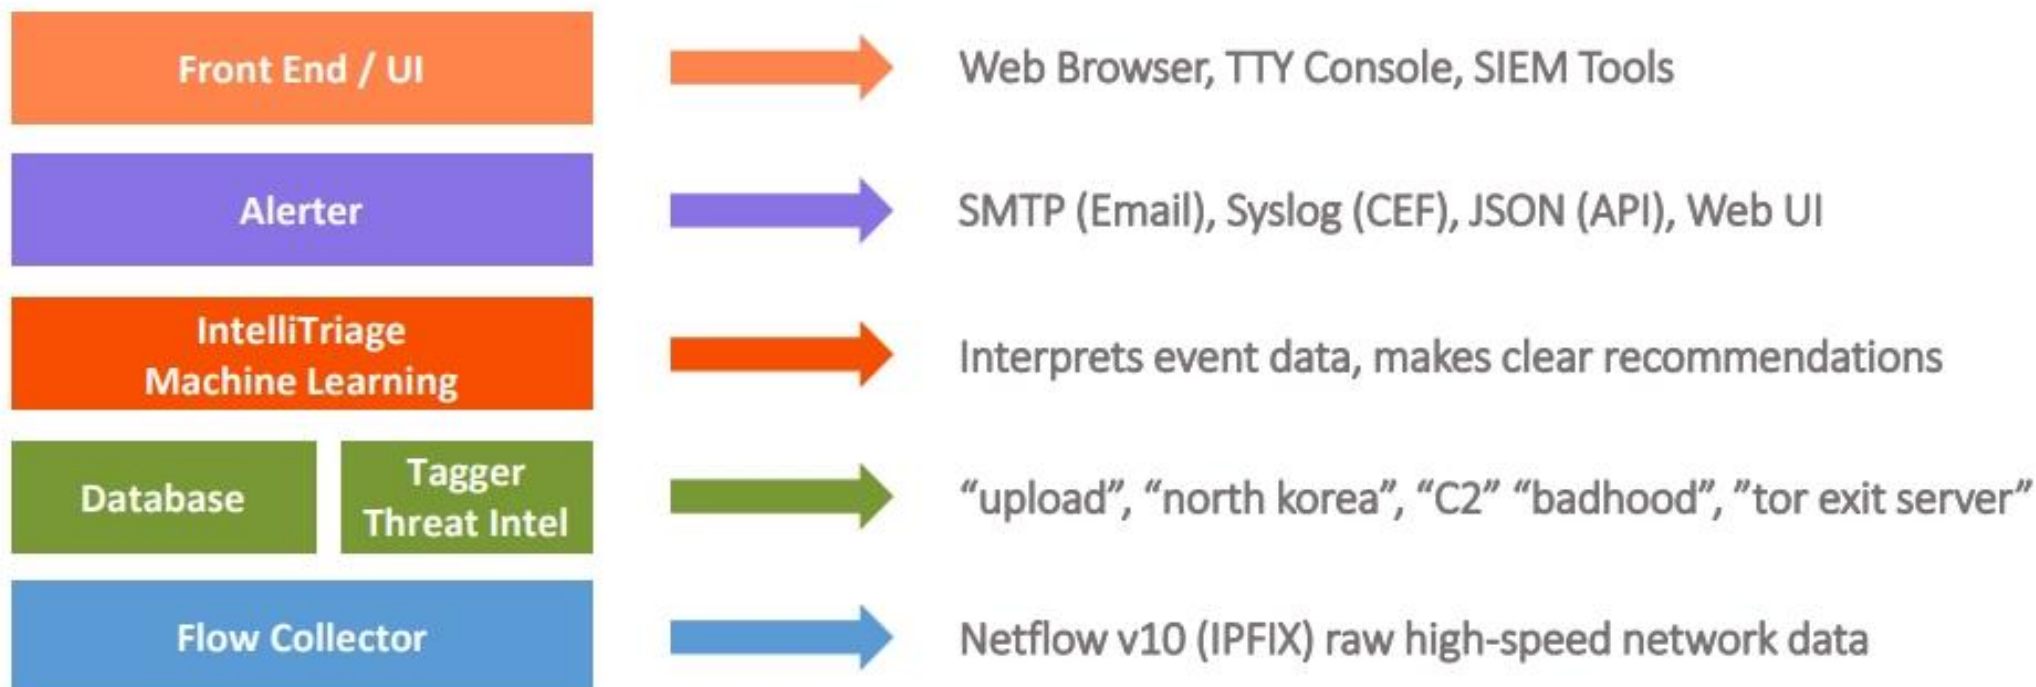 Front End / UI
Web Browser, TTY Console, SIEM Tools
Alerter
SMTP (Email), Syslog (CEF), JSON (API), Web UI
IntelliTriage
Machine Learning
Interprets event data, makes clear recommendations
Database
Tagger
Threat Intel
“upload”, “north korea”, “C2” “badhood”, ”tor exit server”
Flow Collector
Netflow v10 (IPFIX) raw high-speed network data